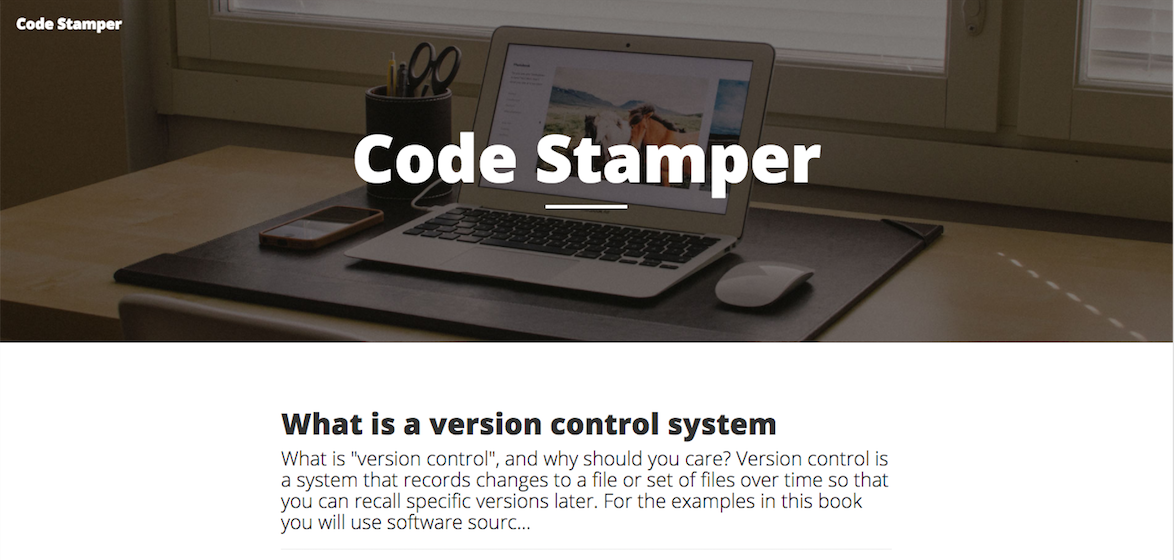 Code Stamper
Code Stamper
What is a version control system
What is "version control", and why should you care? Version control is
a system that records changes to a file or set of files over time so that
you can recall specific versions later. For the examples in this book
you will use software sourc...